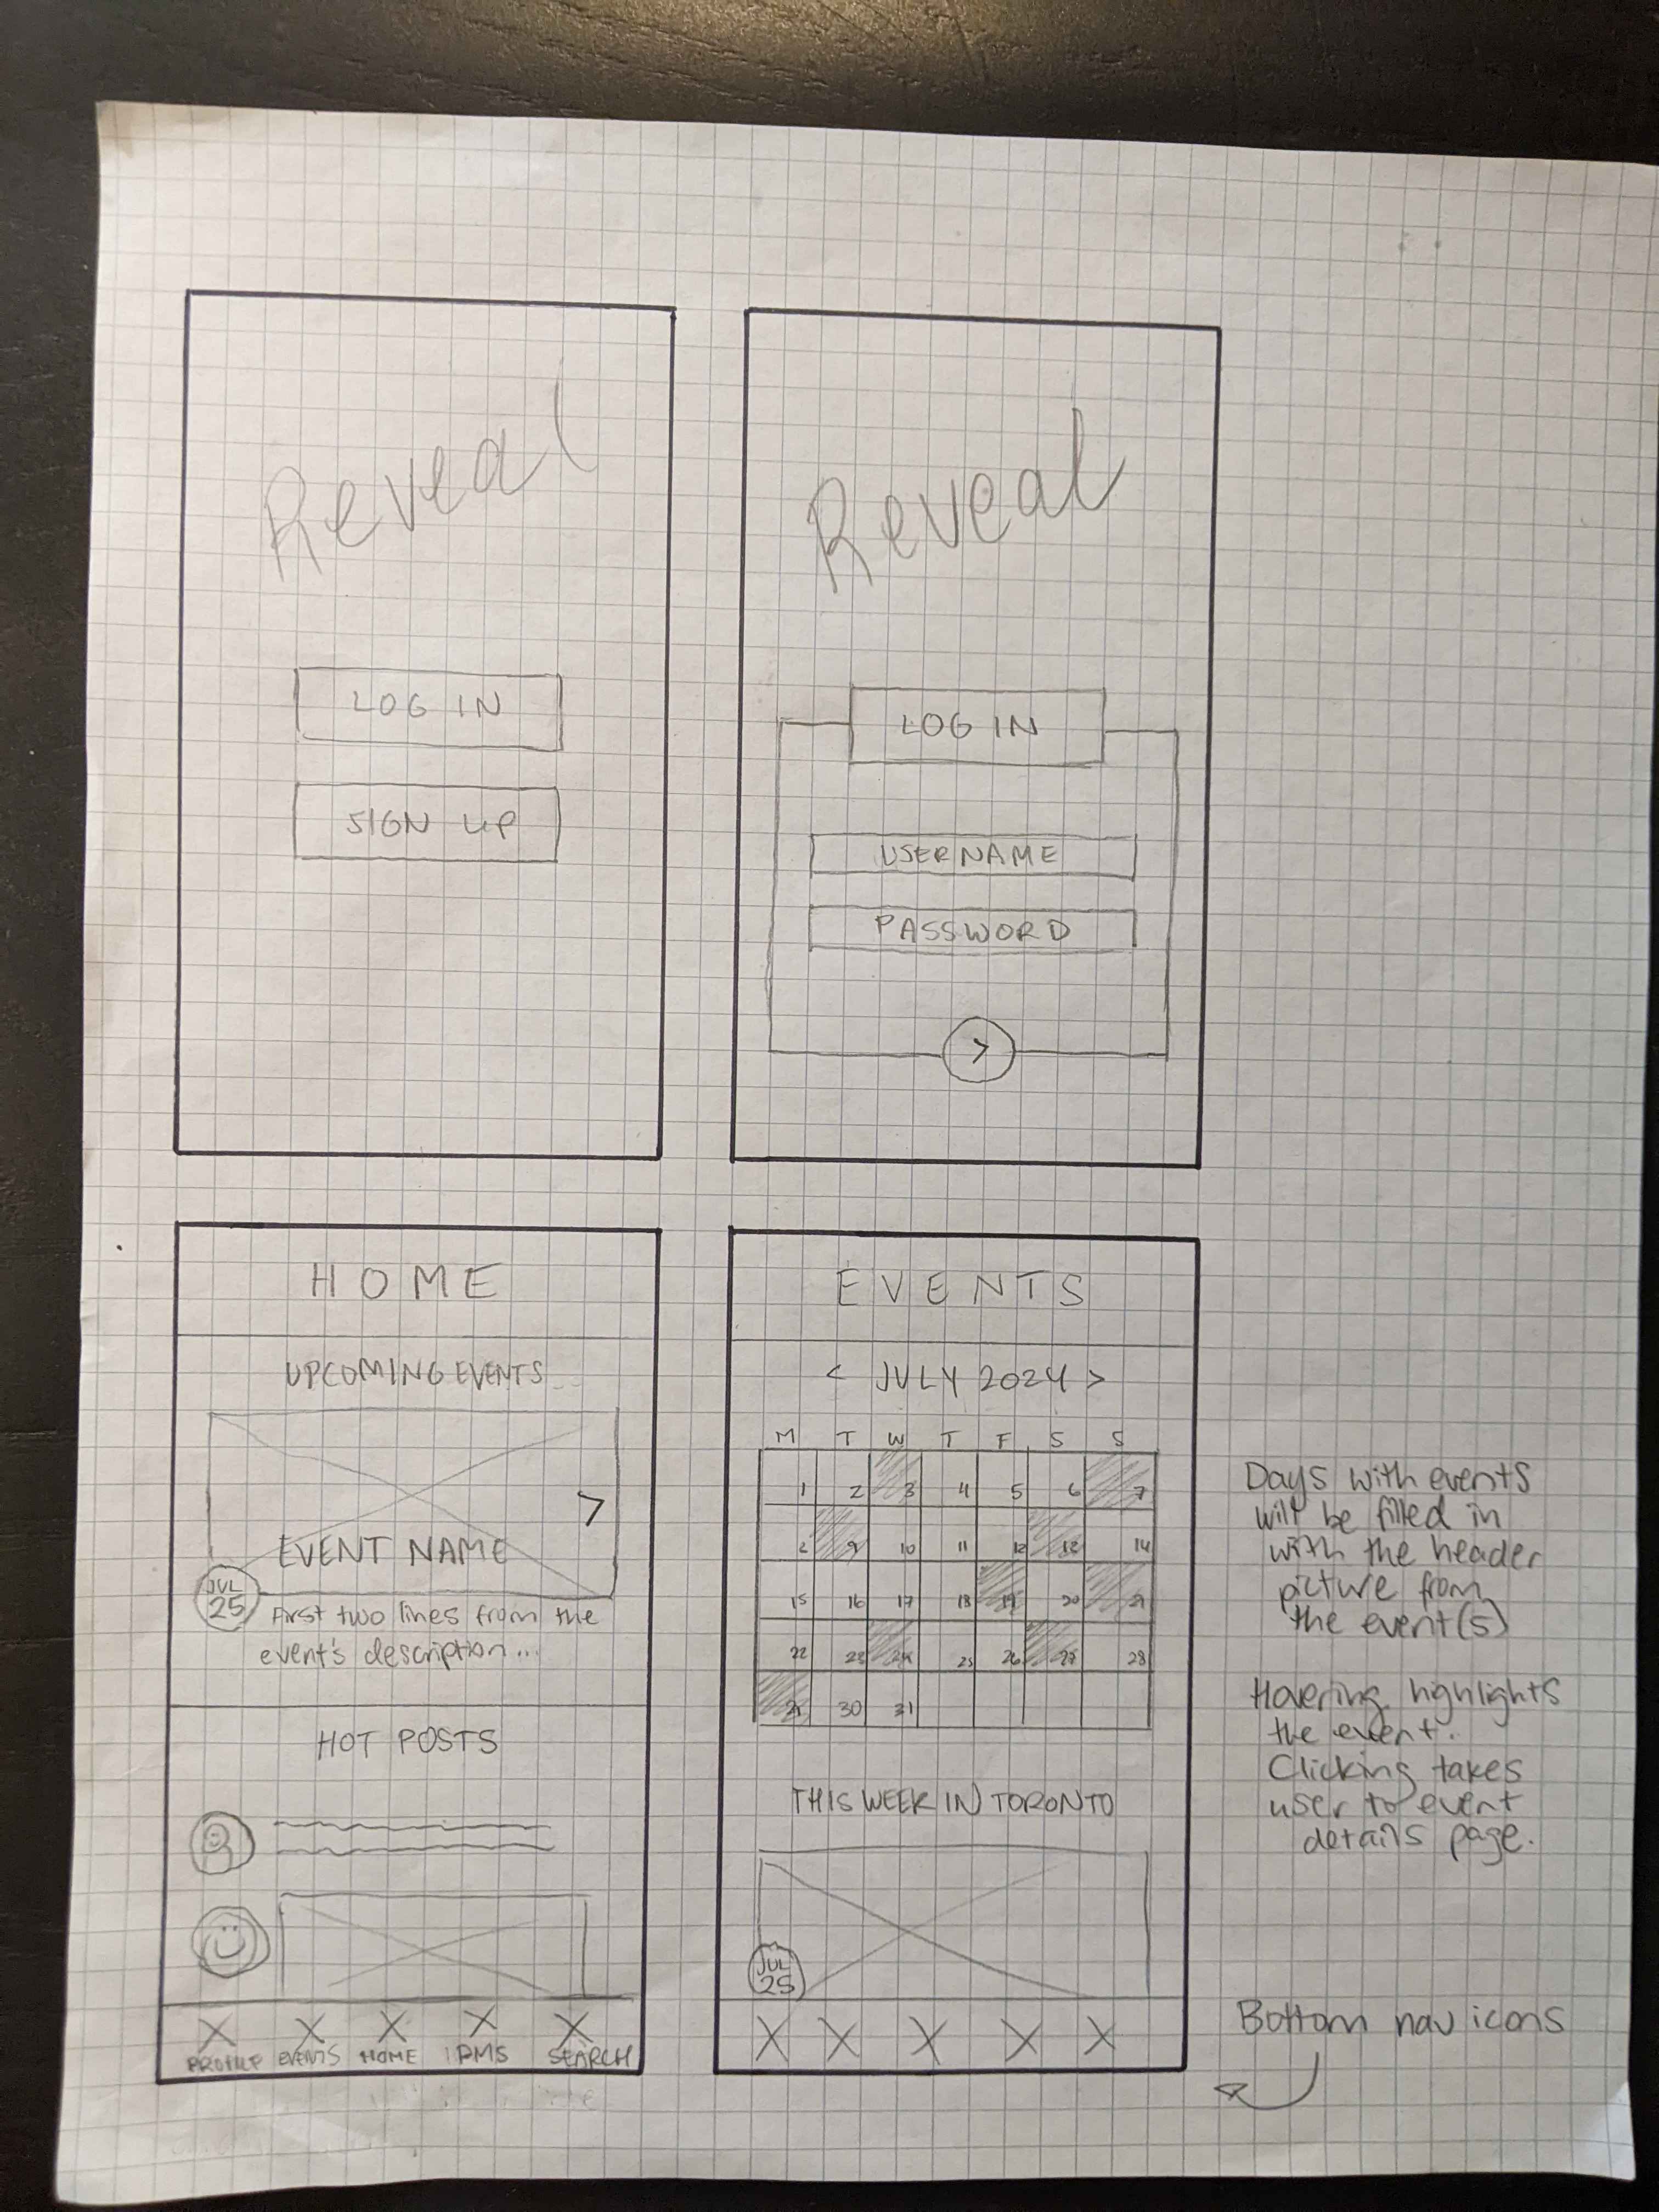 Reveal
LOG IN
SIGN UP
Reveal
LOG IN
USERNAME
PASSWORD
>
HOME
UPCOMING EVENTS
>
EVENT NAME
JUL
25
First two lines from the
event's description...
HOT POSTS
PROFILE EVENTS HOME DMS SEARCH
EVENTS
< JULY 2024 >
M T W T F S S
1 2 3 4 5 6 7
9 10 11 12 13 14
15 16 17 18 19 20 21
22 23 24 25 26 27 28
30 31
THIS WEEK IN TORONTO
JUL
25
Days with events
will be filled in
with the header
picture from
the event(s)
Hovering highlights
the event.
Clicking takes
user to event
details page.
Bottom nav icons